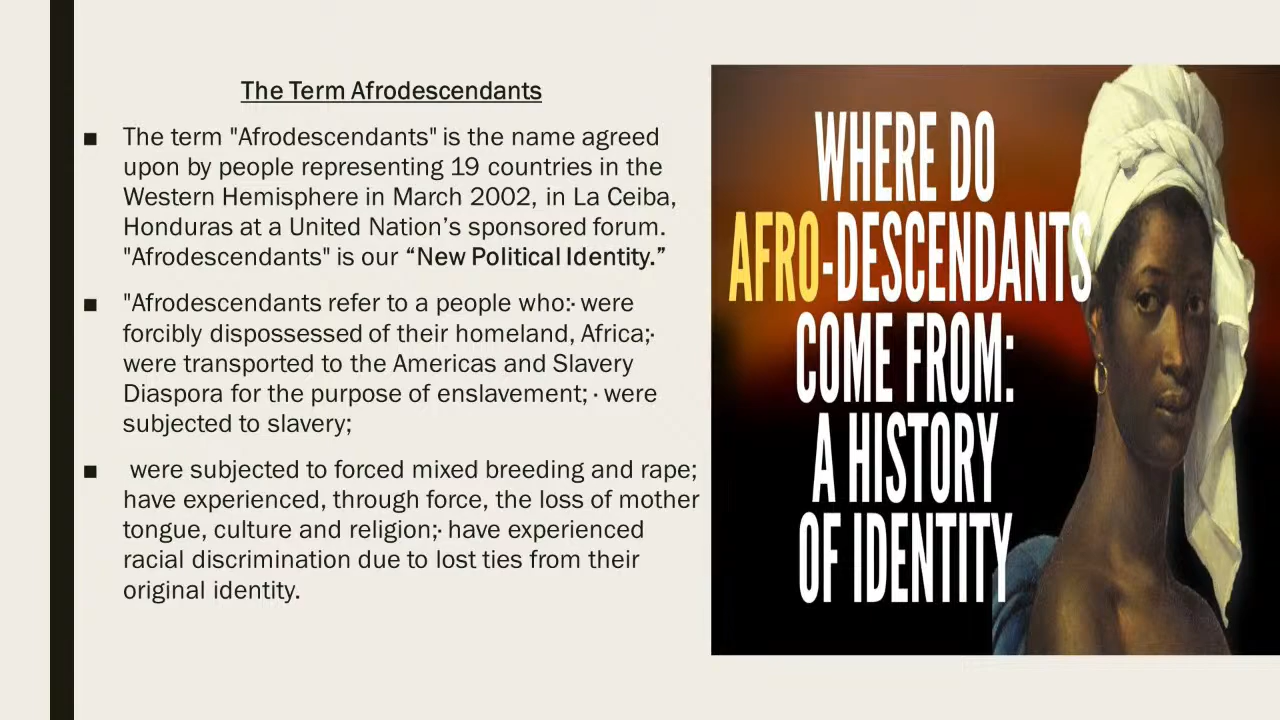 The Term Afrodescendants
■ The term "Afrodescendants" is the name agreed
upon by people representing 19 countries in the
Western Hemisphere in March 2002, in La Ceiba,
Honduras at a United Nation’s sponsored forum.
"Afrodescendants" is our “New Political Identity.”
■ "Afrodescendants refer to a people who:· were
forcibly dispossessed of their homeland, Africa;·
were transported to the Americas and Slavery
Diaspora for the purpose of enslavement; · were
subjected to slavery;
■ were subjected to forced mixed breeding and rape;
have experienced, through force, the loss of mother
tongue, culture and religion;· have experienced
racial discrimination due to lost ties from their
original identity.
WHERE DO
AFRO-DESCENDANTS
COME FROM:
A HISTORY
OF IDENTITY